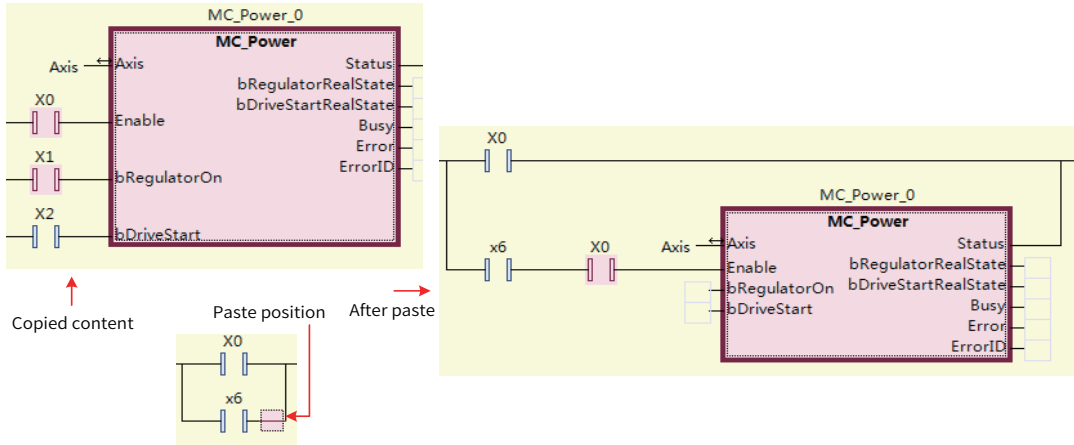 MC_Power_0
MC_Power
Axis
Axis
Status
bRegulatorRealState
X0
bDriveStartRealState
Enable
Busy
Error
X1
ErrorID
bRegulatorOn
X2
bDriveStart
Copied content
Paste position
After paste
X0
x6
X0
MC_Power_0
MC_Power
x6
X0
Axis
Axis
Status
Enable
bRegulatorRealState
bRegulatorOn
bDriveStartRealState
bDriveStart
Busy
Error
ErrorID